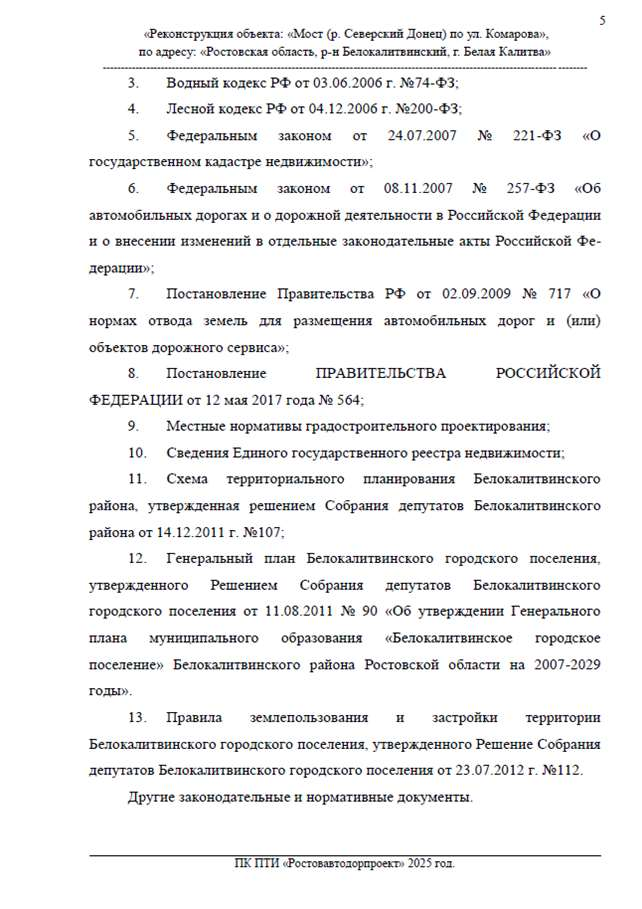 5
«Реконструкция объекта: «Мост (р. Северский Донец) по ул. Комарова»,
по адресу: «Ростовская область, р-н Белокалитвинский, г. Белая Калитва»
3. Водный кодекс РФ от 03.06.2006 г. №74-ФЗ;
4. Лесной кодекс РФ от 04.12.2006 г. №200-ФЗ;
5. Федеральным законом от 24.07.2007 № 221-ФЗ «О
государственном кадастре недвижимости»;
6. Федеральным законом от 08.11.2007 № 257-ФЗ «Об
автомобильных дорогах и о дорожной деятельности в Российской Федерации
и о внесении изменений в отдельные законодательные акты Российской Фе-
дерации»;
7. Постановление Правительства РФ от 02.09.2009 № 717 «О
нормах отвода земель для размещения автомобильных дорог и (или)
объектов дорожного сервиса»;
8. Постановление ПРАВИТЕЛЬСТВА РОССИЙСКОЙ
ФЕДЕРАЦИИ от 12 мая 2017 года № 564;
9. Местные нормативы градостроительного проектирования;
10. Сведения Единого государственного реестра недвижимости;
11. Схема территориального планирования Белокалитвинского
района, утвержденная решением Собрания депутатов Белокалитвинского
района от 14.12.2011 г. №107;
12. Генеральный план Белокалитвинского городского поселения,
утвержденного Решением Собрания депутатов Белокалитвинского
городского поселения от 11.08.2011 № 90 «Об утверждении Генерального
плана муниципального образования «Белокалитвинское городское
поселение» Белокалитвинского района Ростовской области на 2007-2029
годы».
13. Правила землепользования и застройки территории
Белокалитвинского городского поселения, утвержденного Решение Собрания
депутатов Белокалитвинского городского поселения от 23.07.2012 г. №112.
Другие законодательные и нормативные документы.
ПК ПТИ «Ростовавтодорпроект» 2025 год.